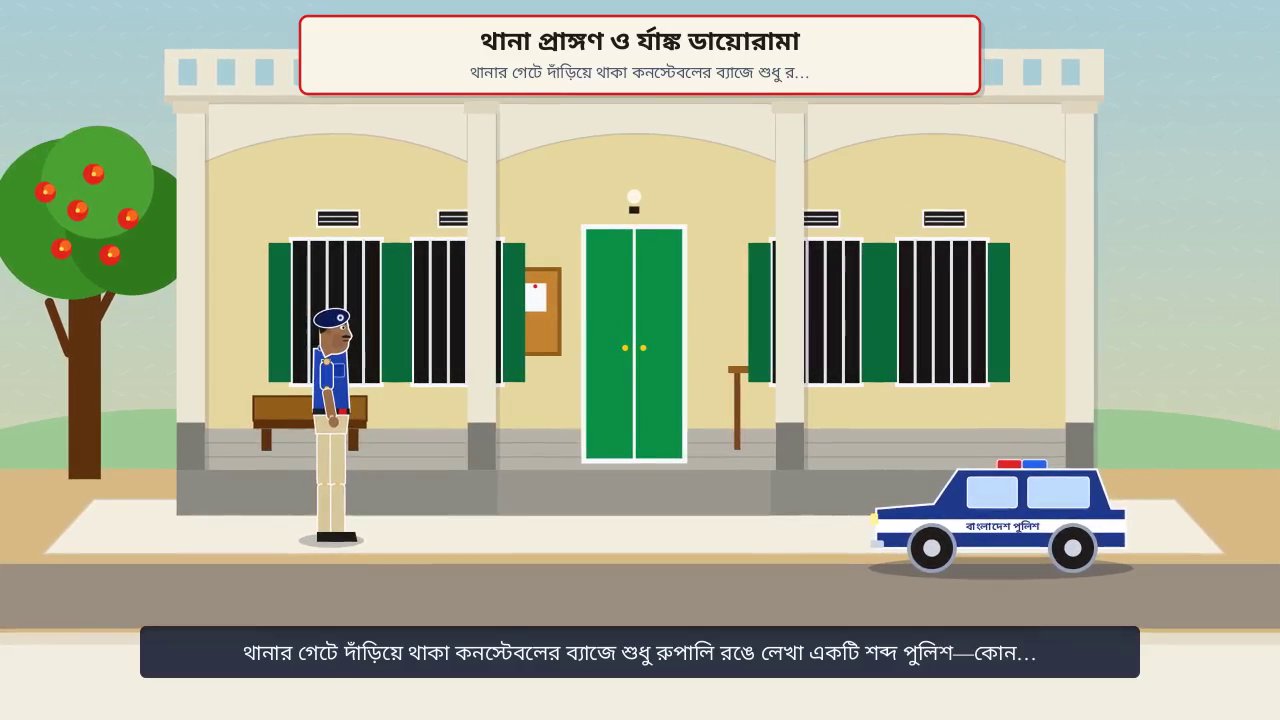 থানা প্রাঙ্গণ ও র্যাঙ্ক ডায়োরামা
থানার গেটে দাঁড়িয়ে থাকা কনস্টেবলের ব্যাজে শুধু র...
বাংলাদেশ পুলিশ
থানার গেটে দাঁড়িয়ে থাকা কনস্টেবলের ব্যাজে শুধু রুপালি রঙে লেখা একটি শব্দ পুলিশ—কোন...